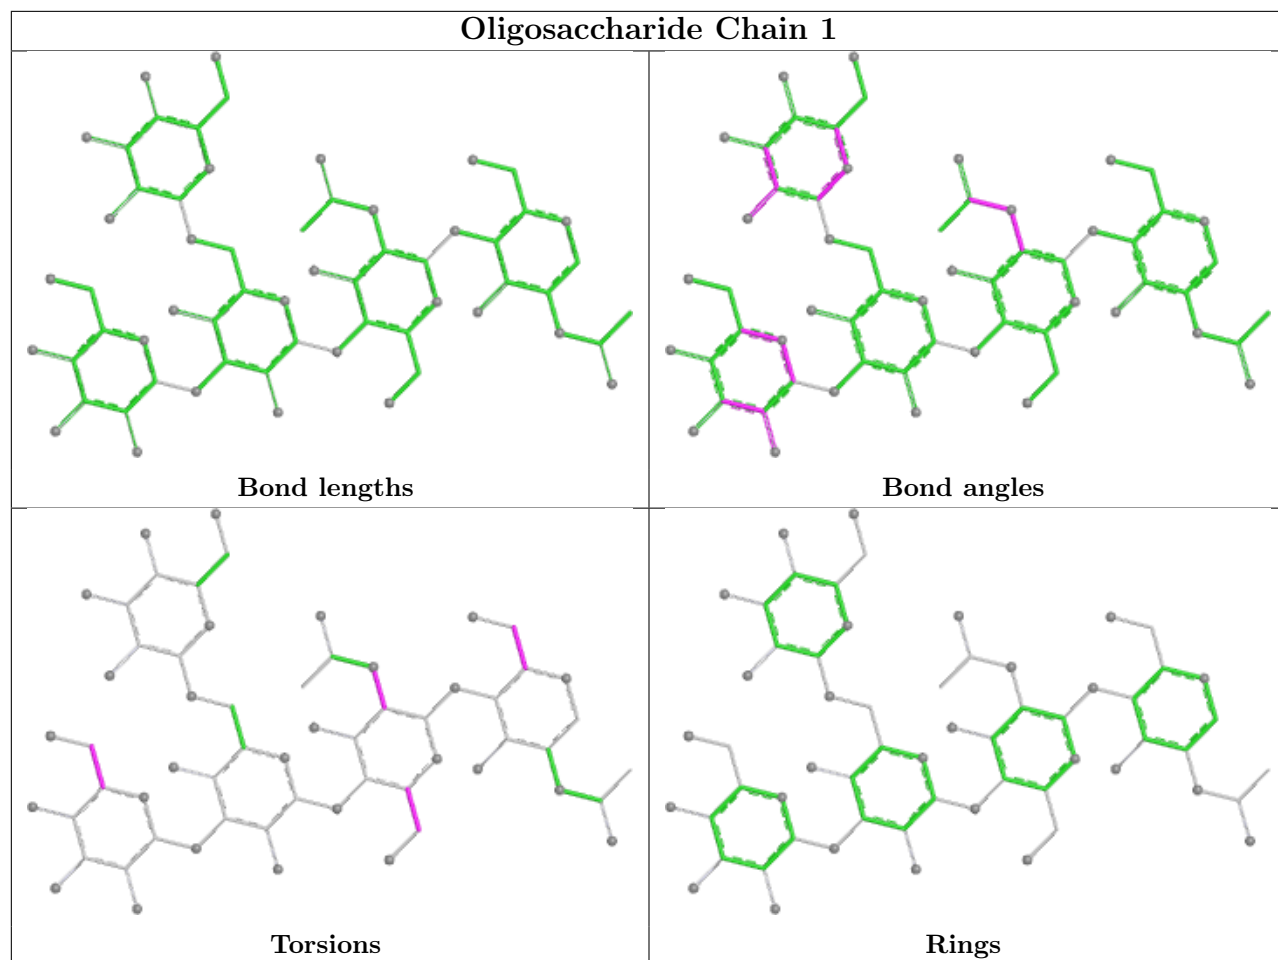 Oligosaccharide Chain 1
Bond lengths
Bond angles
Torsions
Rings